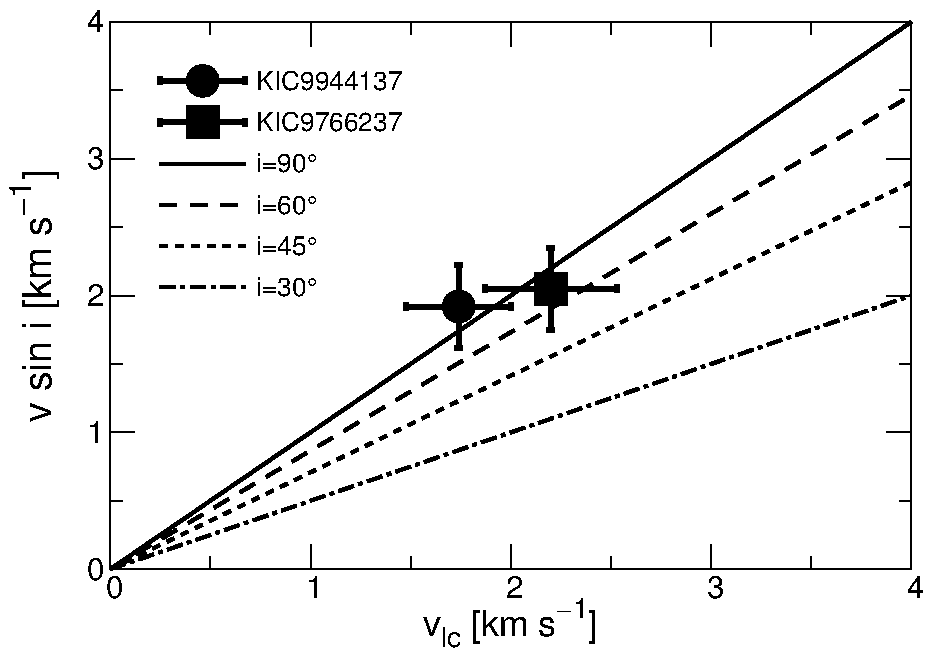 4
3
2
1
0
v sin i [km s⁻¹]
KIC9944137
KIC9766237
i=90°
i=60°
i=45°
i=30°
0 1 2 3 4
v_lc [km s⁻¹]